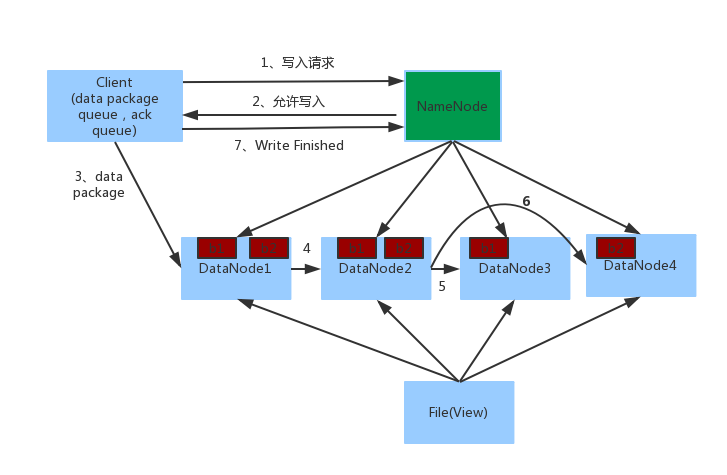 1、写入请求
Client
(data package
queue , ack
queue)
2、允许写入
NameNode
7、Write Finished
3、data
package
6
b1
b2
b1
b2
b1
b2
4
DataNode1
DataNode2
DataNode3
DataNode4
5
File(View)